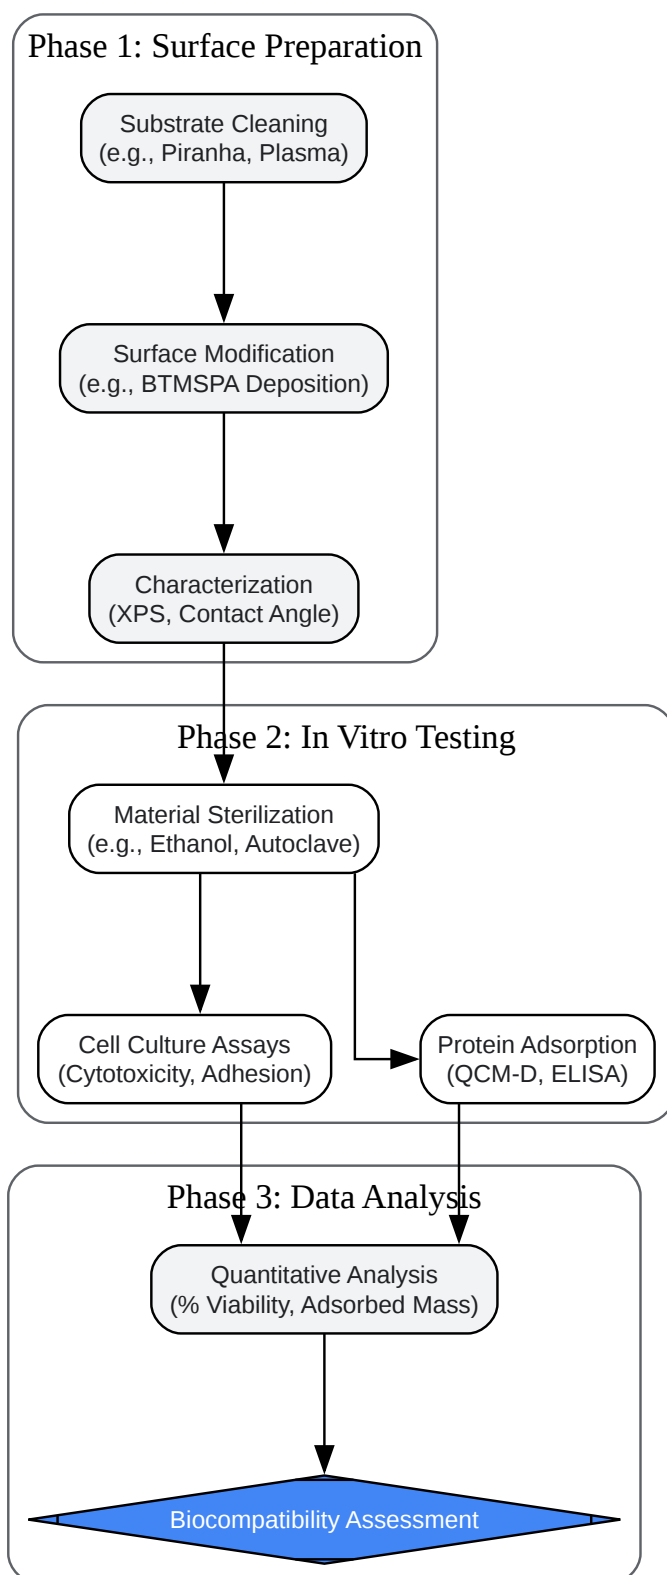 Phase 1: Surface Preparation
Substrate Cleaning
(e.g., Piranha, Plasma)
Surface Modification
(e.g., BTMSPA Deposition)
Characterization
(XPS, Contact Angle)
Phase 2: In Vitro Testing
Material Sterilization
(e.g., Ethanol, Autoclave)
Cell Culture Assays
(Cytotoxicity, Adhesion)
Protein Adsorption
(QCM-D, ELISA)
Phase 3: Data Analysis
Quantitative Analysis
(% Viability, Adsorbed Mass)
Biocompatibility Assessment